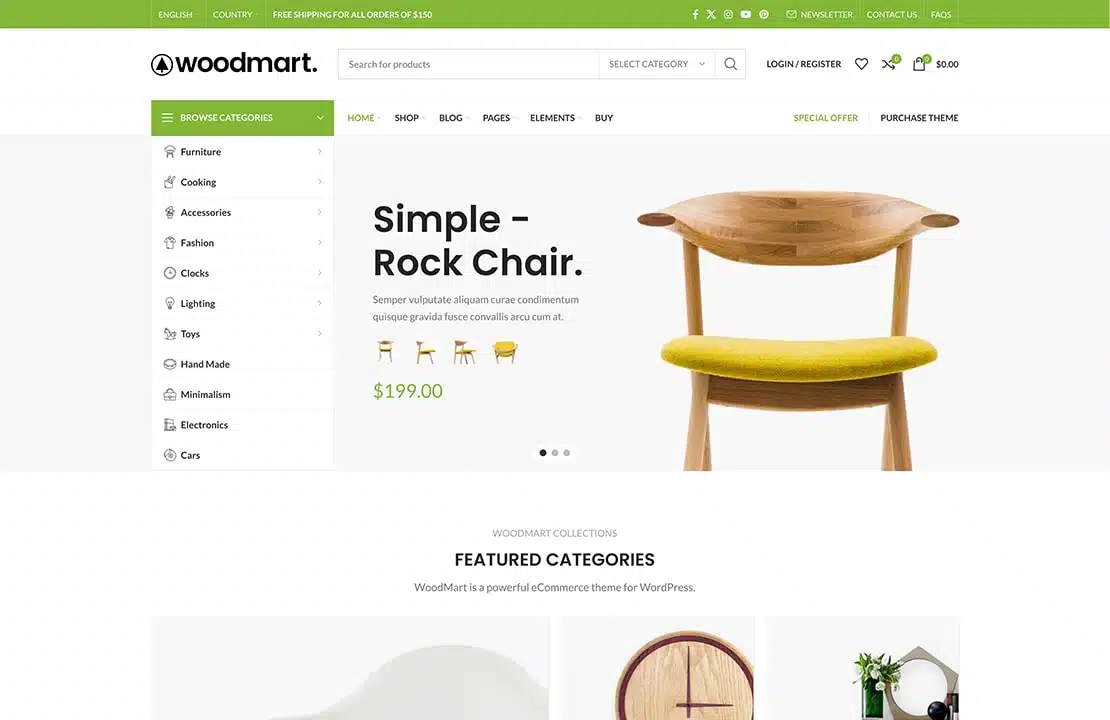 ENGLISH COUNTRY FREE SHIPPING FOR ALL ORDERS OF $150 NEWSLETTER CONTACT US FAQS
woodmart. Search for products SELECT CATEGORY LOGIN / REGISTER 0 0 $0.00
BROWSE CATEGORIES HOME SHOP BLOG PAGES ELEMENTS BUY SPECIAL OFFER PURCHASE THEME
Furniture
Cooking
Accessories
Fashion
Clocks
Lighting
Toys
Hand Made
Minimalism
Electronics
Cars
Simple -
Rock Chair.
Semper vulputate aliquam curae condimentum
quisque gravida fusce convallis arcu cum at.
$199.00
WOODMART COLLECTIONS
FEATURED CATEGORIES
WoodMart is a powerful eCommerce theme for WordPress.